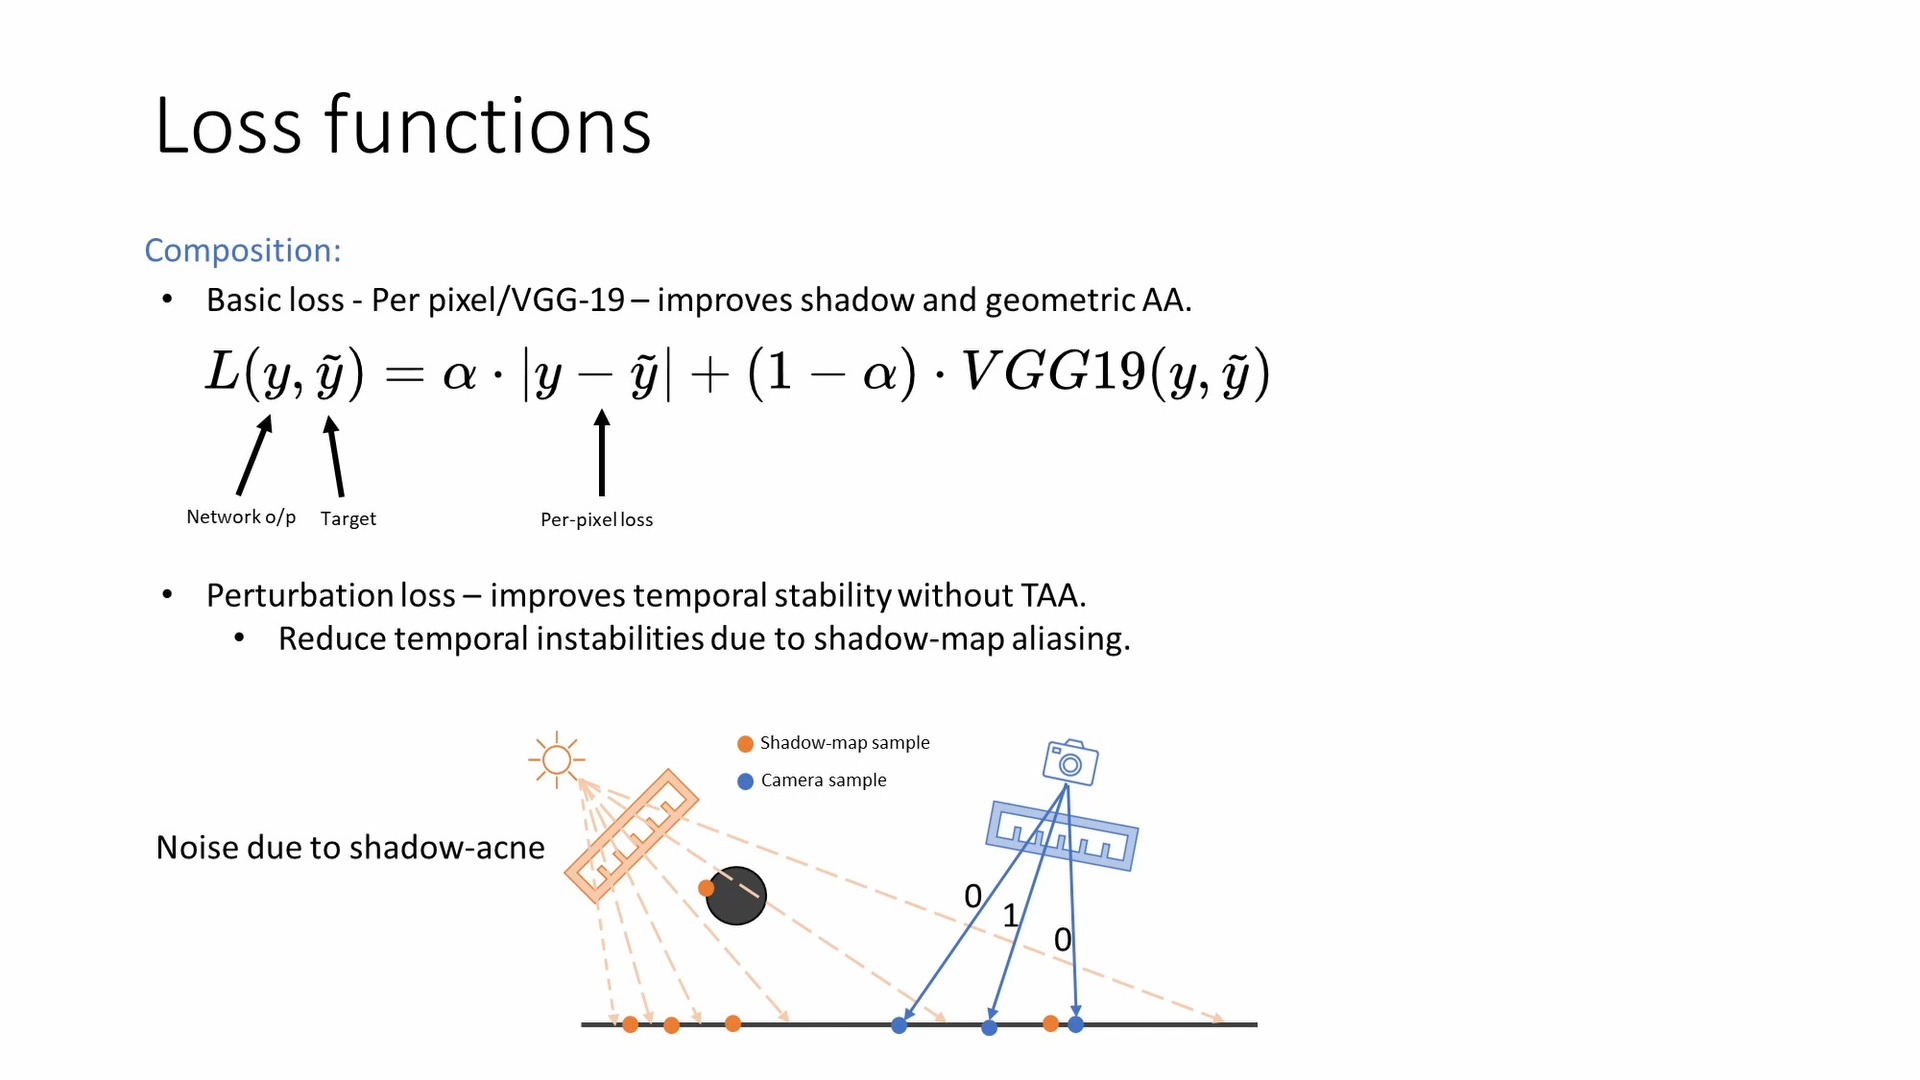 Loss functions
Composition:
• Basic loss - Per pixel/VGG-19 – improves shadow and geometric AA.
L(y, ỹ) = α · |y − ỹ| + (1 − α) · VGG19(y, ỹ)
Network o/p
Target
Per-pixel loss
• Perturbation loss – improves temporal stability without TAA.
• Reduce temporal instabilities due to shadow-map aliasing.
Shadow-map sample
Camera sample
Noise due to shadow-acne
0
1
0